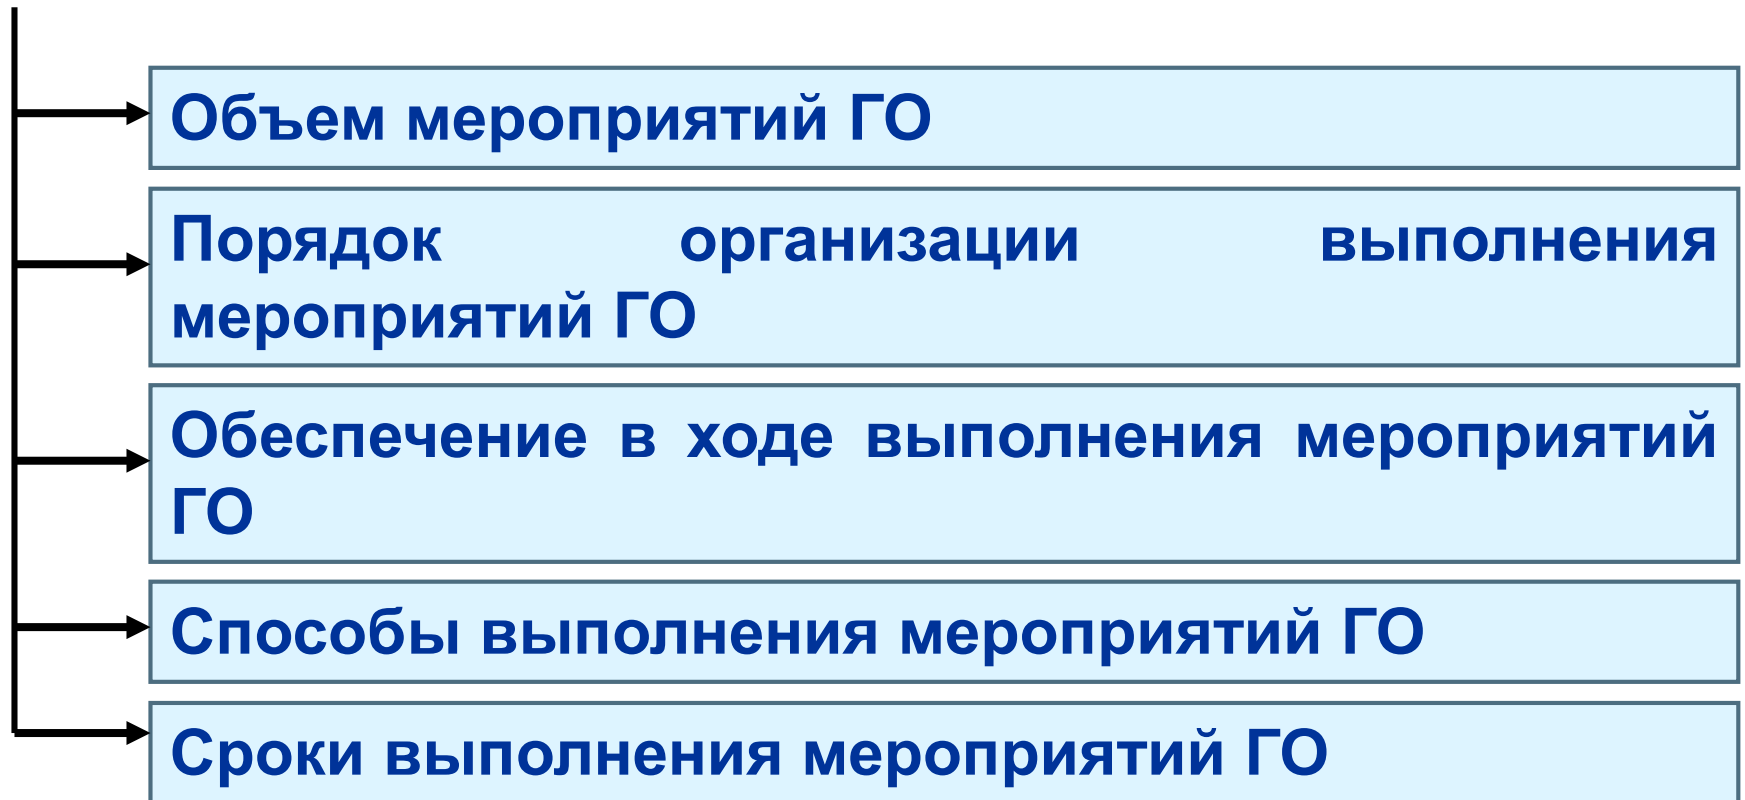 Объем мероприятий ГО
Порядок организации выполнения
мероприятий ГО
Обеспечение в ходе выполнения мероприятий
ГО
Способы выполнения мероприятий ГО
Сроки выполнения мероприятий ГО